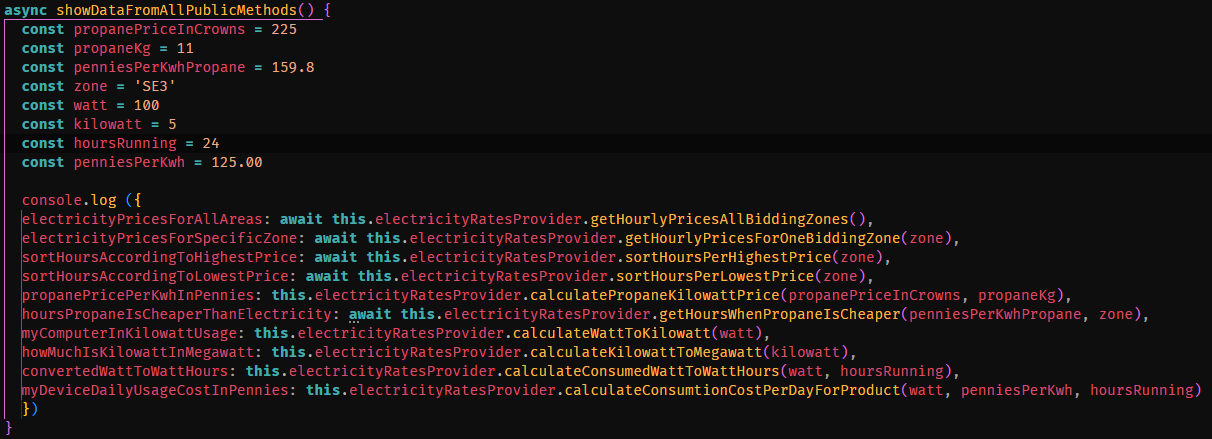 async showDataFromAllPublicMethods() {
const propanePriceInCrowns = 225
const propaneKg = 11
const penniesPerKwhPropane = 159.8
const zone = 'SE3'
const watt = 100
const kilowatt = 5
const hoursRunning = 24
const penniesPerKwh = 125.00
console.log ({
electricityPricesForAllAreas: await this.electricityRatesProvider.getHourlyPricesAllBiddingZones(),
electricityPricesForSpecificZone: await this.electricityRatesProvider.getHourlyPricesForOneBiddingZone(zone),
sortHoursAccordingToHighestPrice: await this.electricityRatesProvider.sortHoursPerHighestPrice(zone),
sortHoursAccordingToLowestPrice: await this.electricityRatesProvider.sortHoursPerLowestPrice(zone),
propanePricePerKwhInPennies: this.electricityRatesProvider.calculatePropaneKilowattPrice(propanePriceInCrowns, propaneKg),
hoursPropaneIsCheaperThanElectricity: await this.electricityRatesProvider.getHoursWhenPropaneIsCheaper(penniesPerKwhPropane, zone),
myComputerInKilowattUsage: this.electricityRatesProvider.calculateWattToKilowatt(watt),
howMuchIsKilowattInMegawatt: this.electricityRatesProvider.calculateKilowattToMegawatt(kilowatt),
convertedWattToWattHours: this.electricityRatesProvider.calculateConsumedWattToWattHours(watt, hoursRunning),
myDeviceDailyUsageCostInPennies: this.electricityRatesProvider.calculateConsumtionCostPerDayForProduct(watt, penniesPerKwh, hoursRunning)
})
}